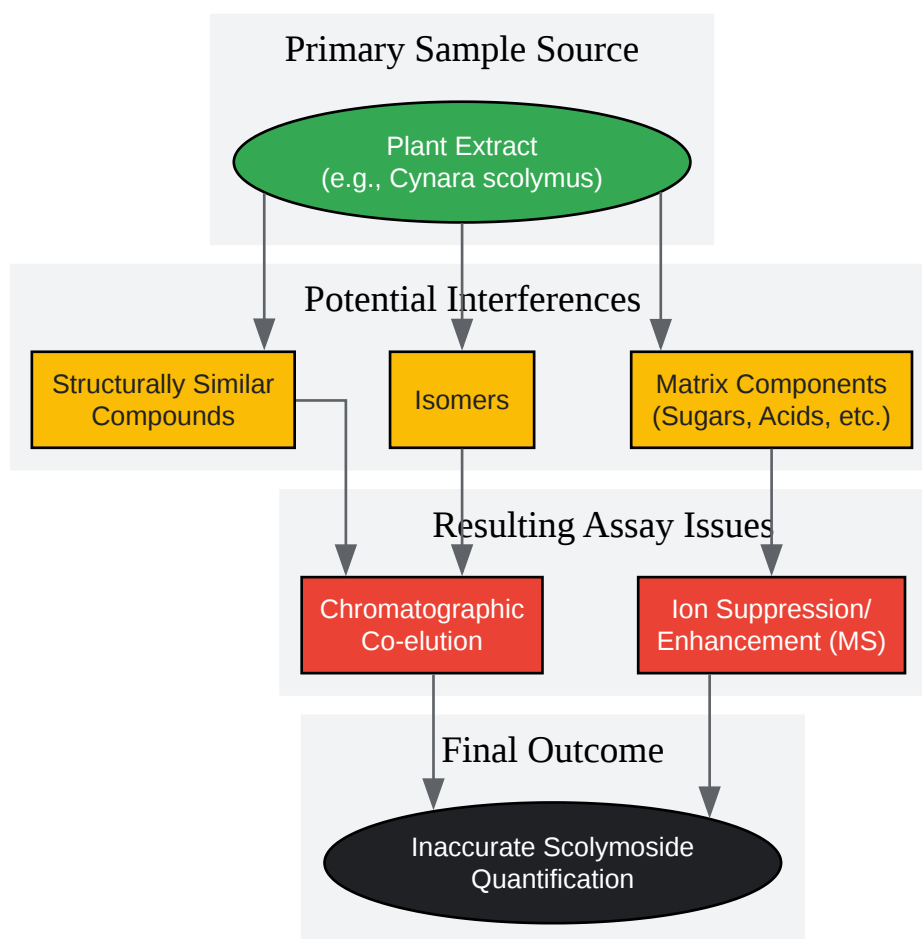 Primary Sample Source
Plant Extract
(e.g., Cynara scolymus)
Potential Interferences
Structurally Similar
Compounds
Isomers
Matrix Components
(Sugars, Acids, etc.)
Resulting Assay Issues
Chromatographic
Co-elution
Ion Suppression/
Enhancement (MS)
Final Outcome
Inaccurate Scolymoside
Quantification